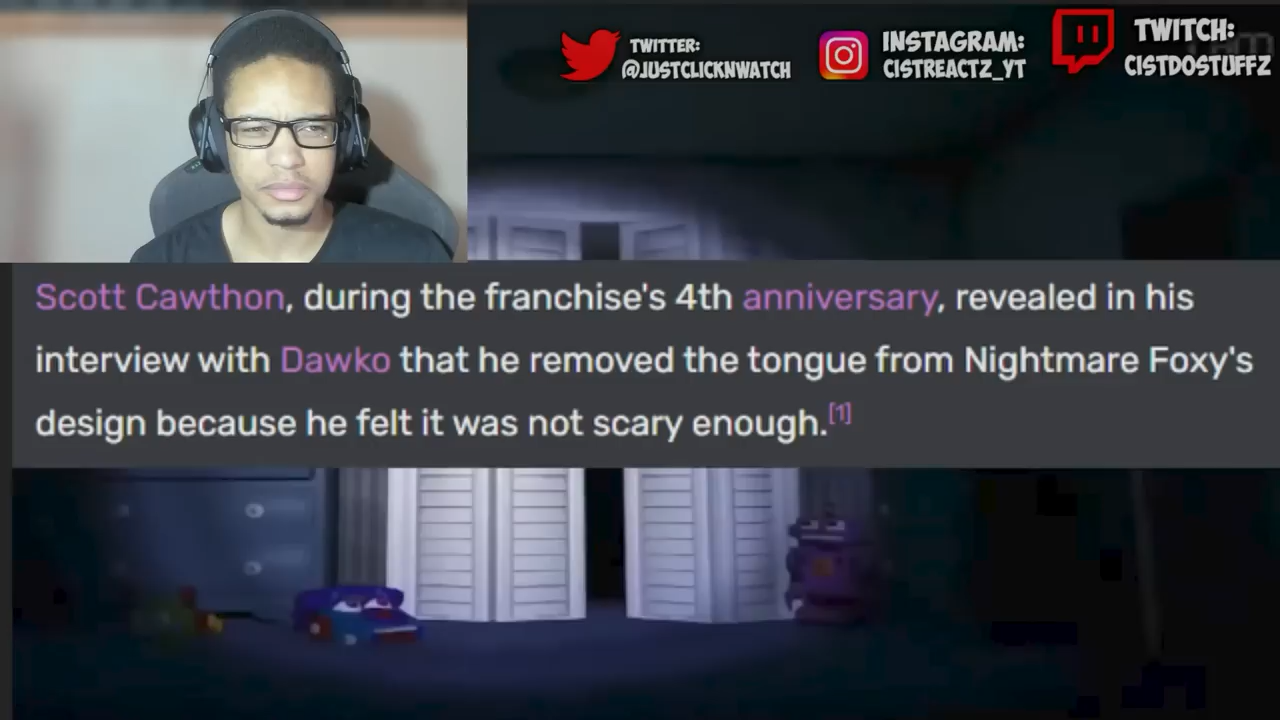 TWITTER:
@JUSTCLICKNWATCH
INSTAGRAM:
CISTREACTZ_YT
TWITCH:
CISTDOSTUFFZ
Scott Cawthon, during the franchise's 4th anniversary, revealed in his
interview with Dawko that he removed the tongue from Nightmare Foxy's
design because he felt it was not scary enough.[1]